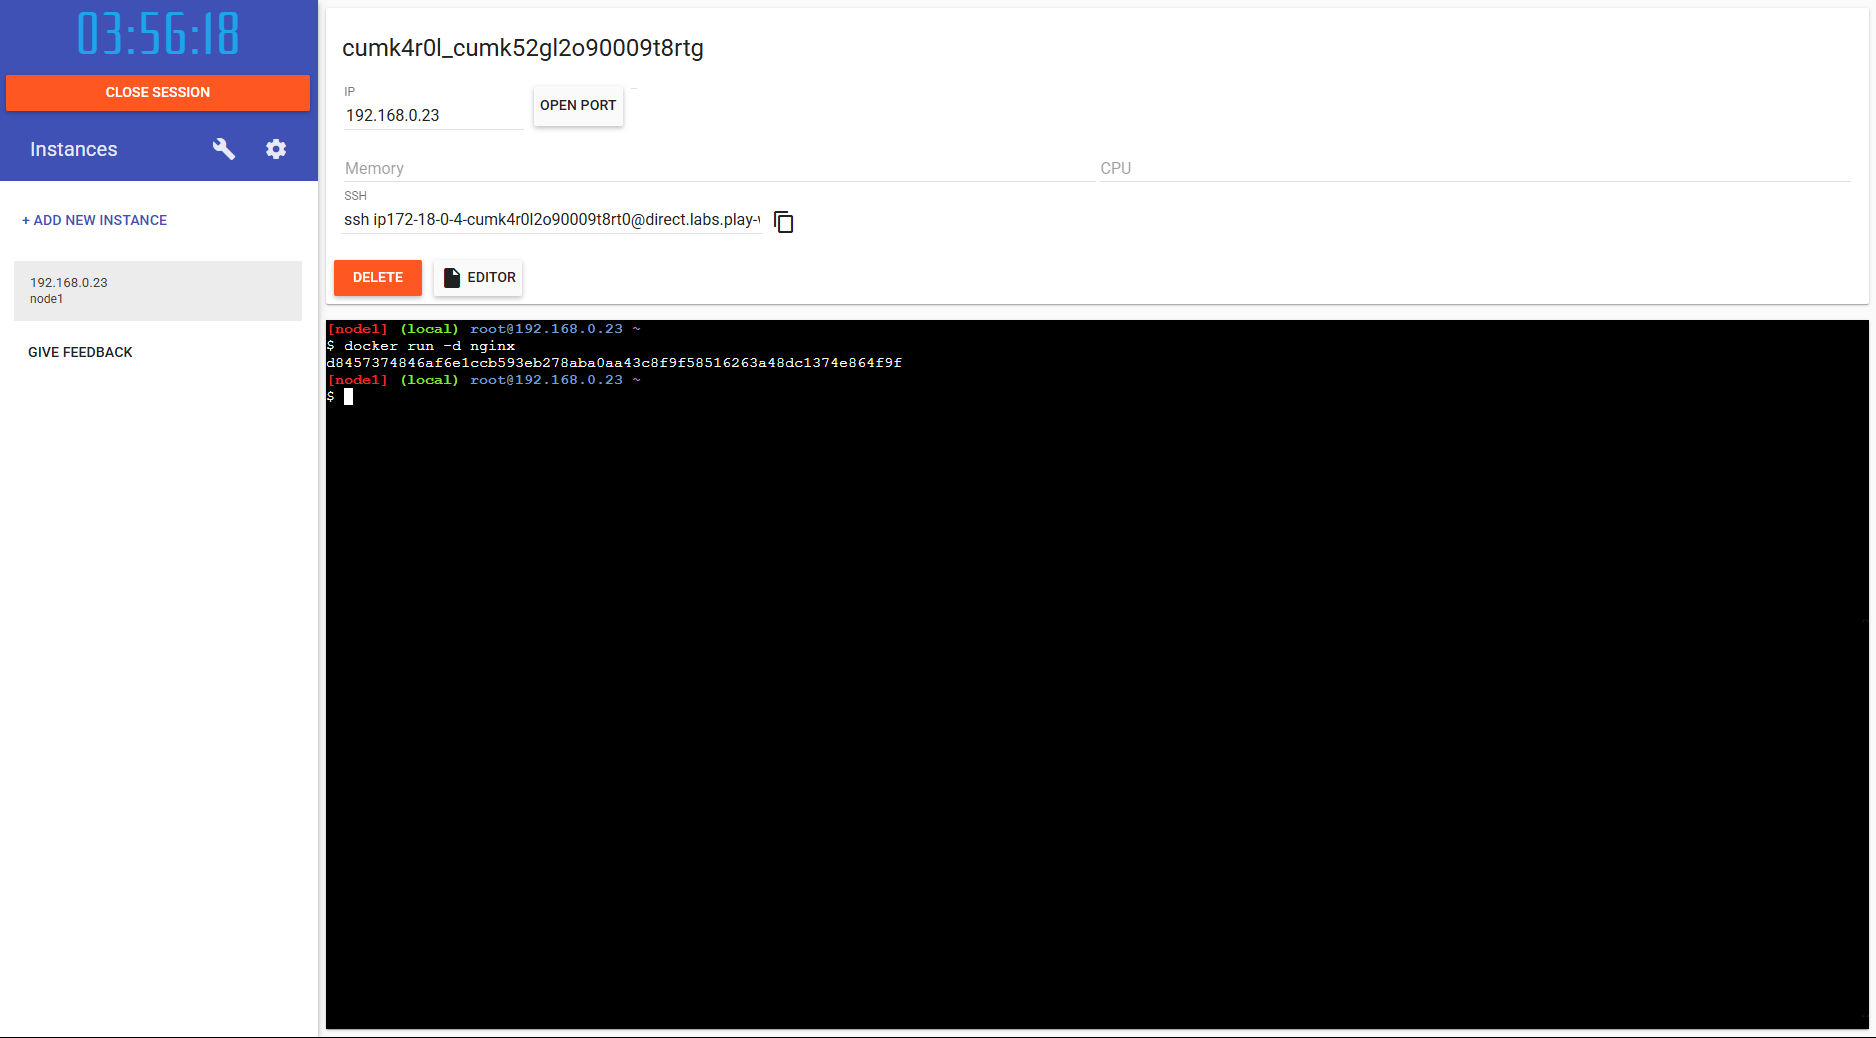 03:56:18
CLOSE SESSION
Instances
+ ADD NEW INSTANCE
192.168.0.23
node1
GIVE FEEDBACK
cumk4r0l_cumk52gl2o90009t8rtg
IP
192.168.0.23
OPEN PORT
Memory
CPU
SSH
ssh ip172-18-0-4-cumk4r0l2o90009t8rt0@direct.labs.play-
DELETE
EDITOR
[node1] (local) root@192.168.0.23 ~
$ docker run -d nginx
d8457374846af6e1ccb593eb278aba0aa43c8f9f58516263a48dc1374e864f9f
[node1] (local) root@192.168.0.23 ~
$